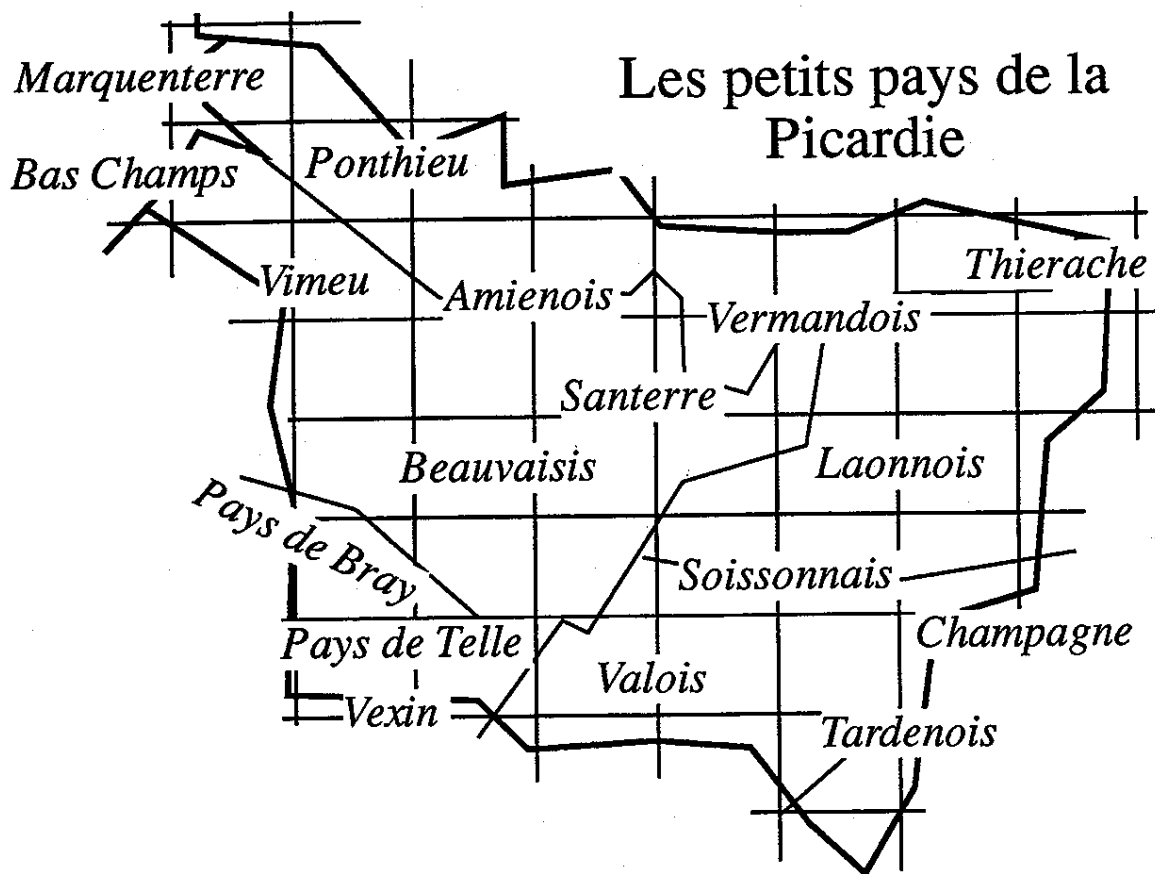 Les petits pays de la
Picardie
Marquenterre
Ponthieu
Bas Champs
Thierache
Vimeu
Amienois
Vermandois
Santerre
Beauvaisis
Laonnois
Pays de Bray
Soissonnais
Pays de Telle
Champagne
Valois
Vexin
Tardenois